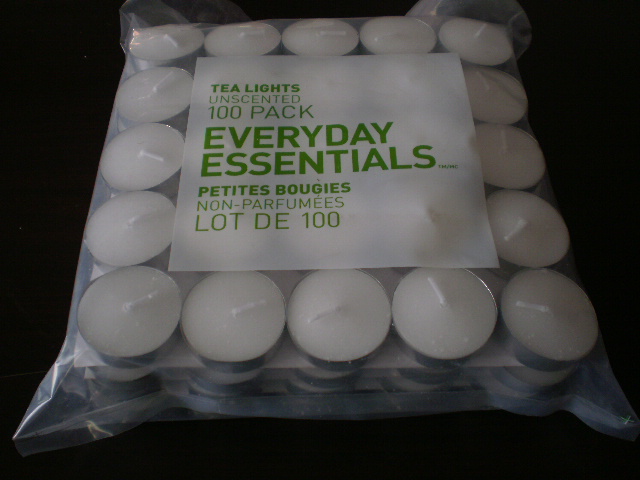 TEA LIGHTS
UNSCENTED
100 PACK
EVERYDAY
ESSENTIALS TM/MC
PETITES BOUGIES
NON-PARFUMÉES
LOT DE 100